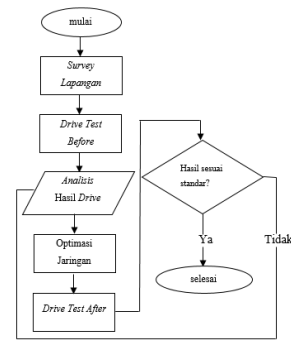 mulai
Survey
Lapangan
Drive Test
Before
Analisis
Hasil Drive
Optimasi
Jaringan
Drive Test After
Hasil sesuai
standar?
Ya
Tidak
selesai